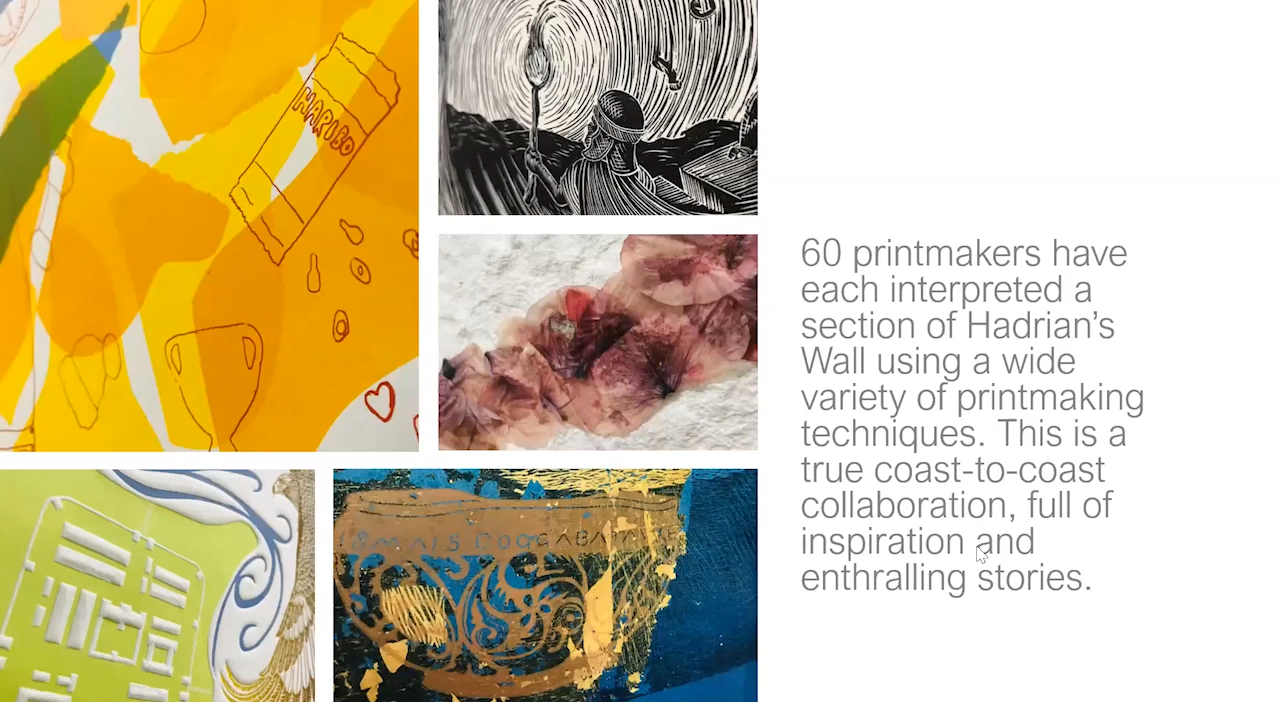 HARIBO
60 printmakers have
each interpreted a
section of Hadrian's
Wall using a wide
variety of printmaking
techniques. This is a
true coast-to-coast
collaboration, full of
inspiration and
enthralling stories.